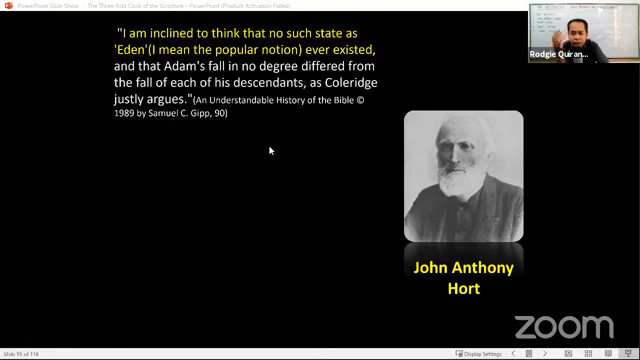 PowerPoint Slide Show - The Three-Fold Cord of the Scripture - PowerPoint (Product Activation Failed)
Rodgie Quiran...
"I am inclined to think that no such state as
'Eden'(I mean the popular notion) ever existed,
and that Adam's fall in no degree differed from
the fall of each of his descendants, as Coleridge
justly argues."(An Understandable History of the Bible ©
1989 by Samuel C. Gipp, 90)
John Anthony
Hort
zoom
Slide 95 of 118
Display Settings